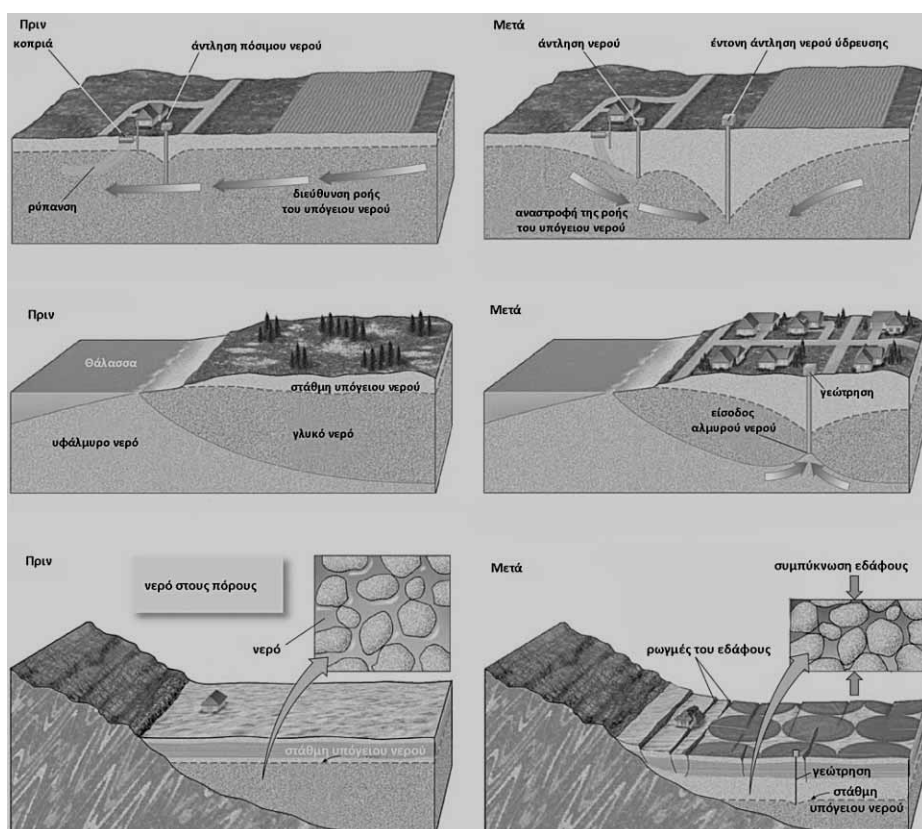 Πριν
κοπριά
άντληση πόσιμου νερού
ρύπανση
διεύθυνση ροής
του υπόγειου νερού
Μετά
άντληση νερού
έντονη άντληση νερού ύδρευσης
αναστροφή της ροής
του υπόγειου νερού
Πριν
Θάλασσα
στάθμη υπόγειου νερού
υφάλμυρο νερό
γλυκό νερό
Μετά
γεώτρηση
είσοδος
αλμυρού νερού
Πριν
νερό στους πόρους
νερό
στάθμη υπόγειου νερού
Μετά
συμπύκνωση εδάφους
ρωγμές του εδάφους
γεώτρηση
στάθμη
υπόγειου νερού